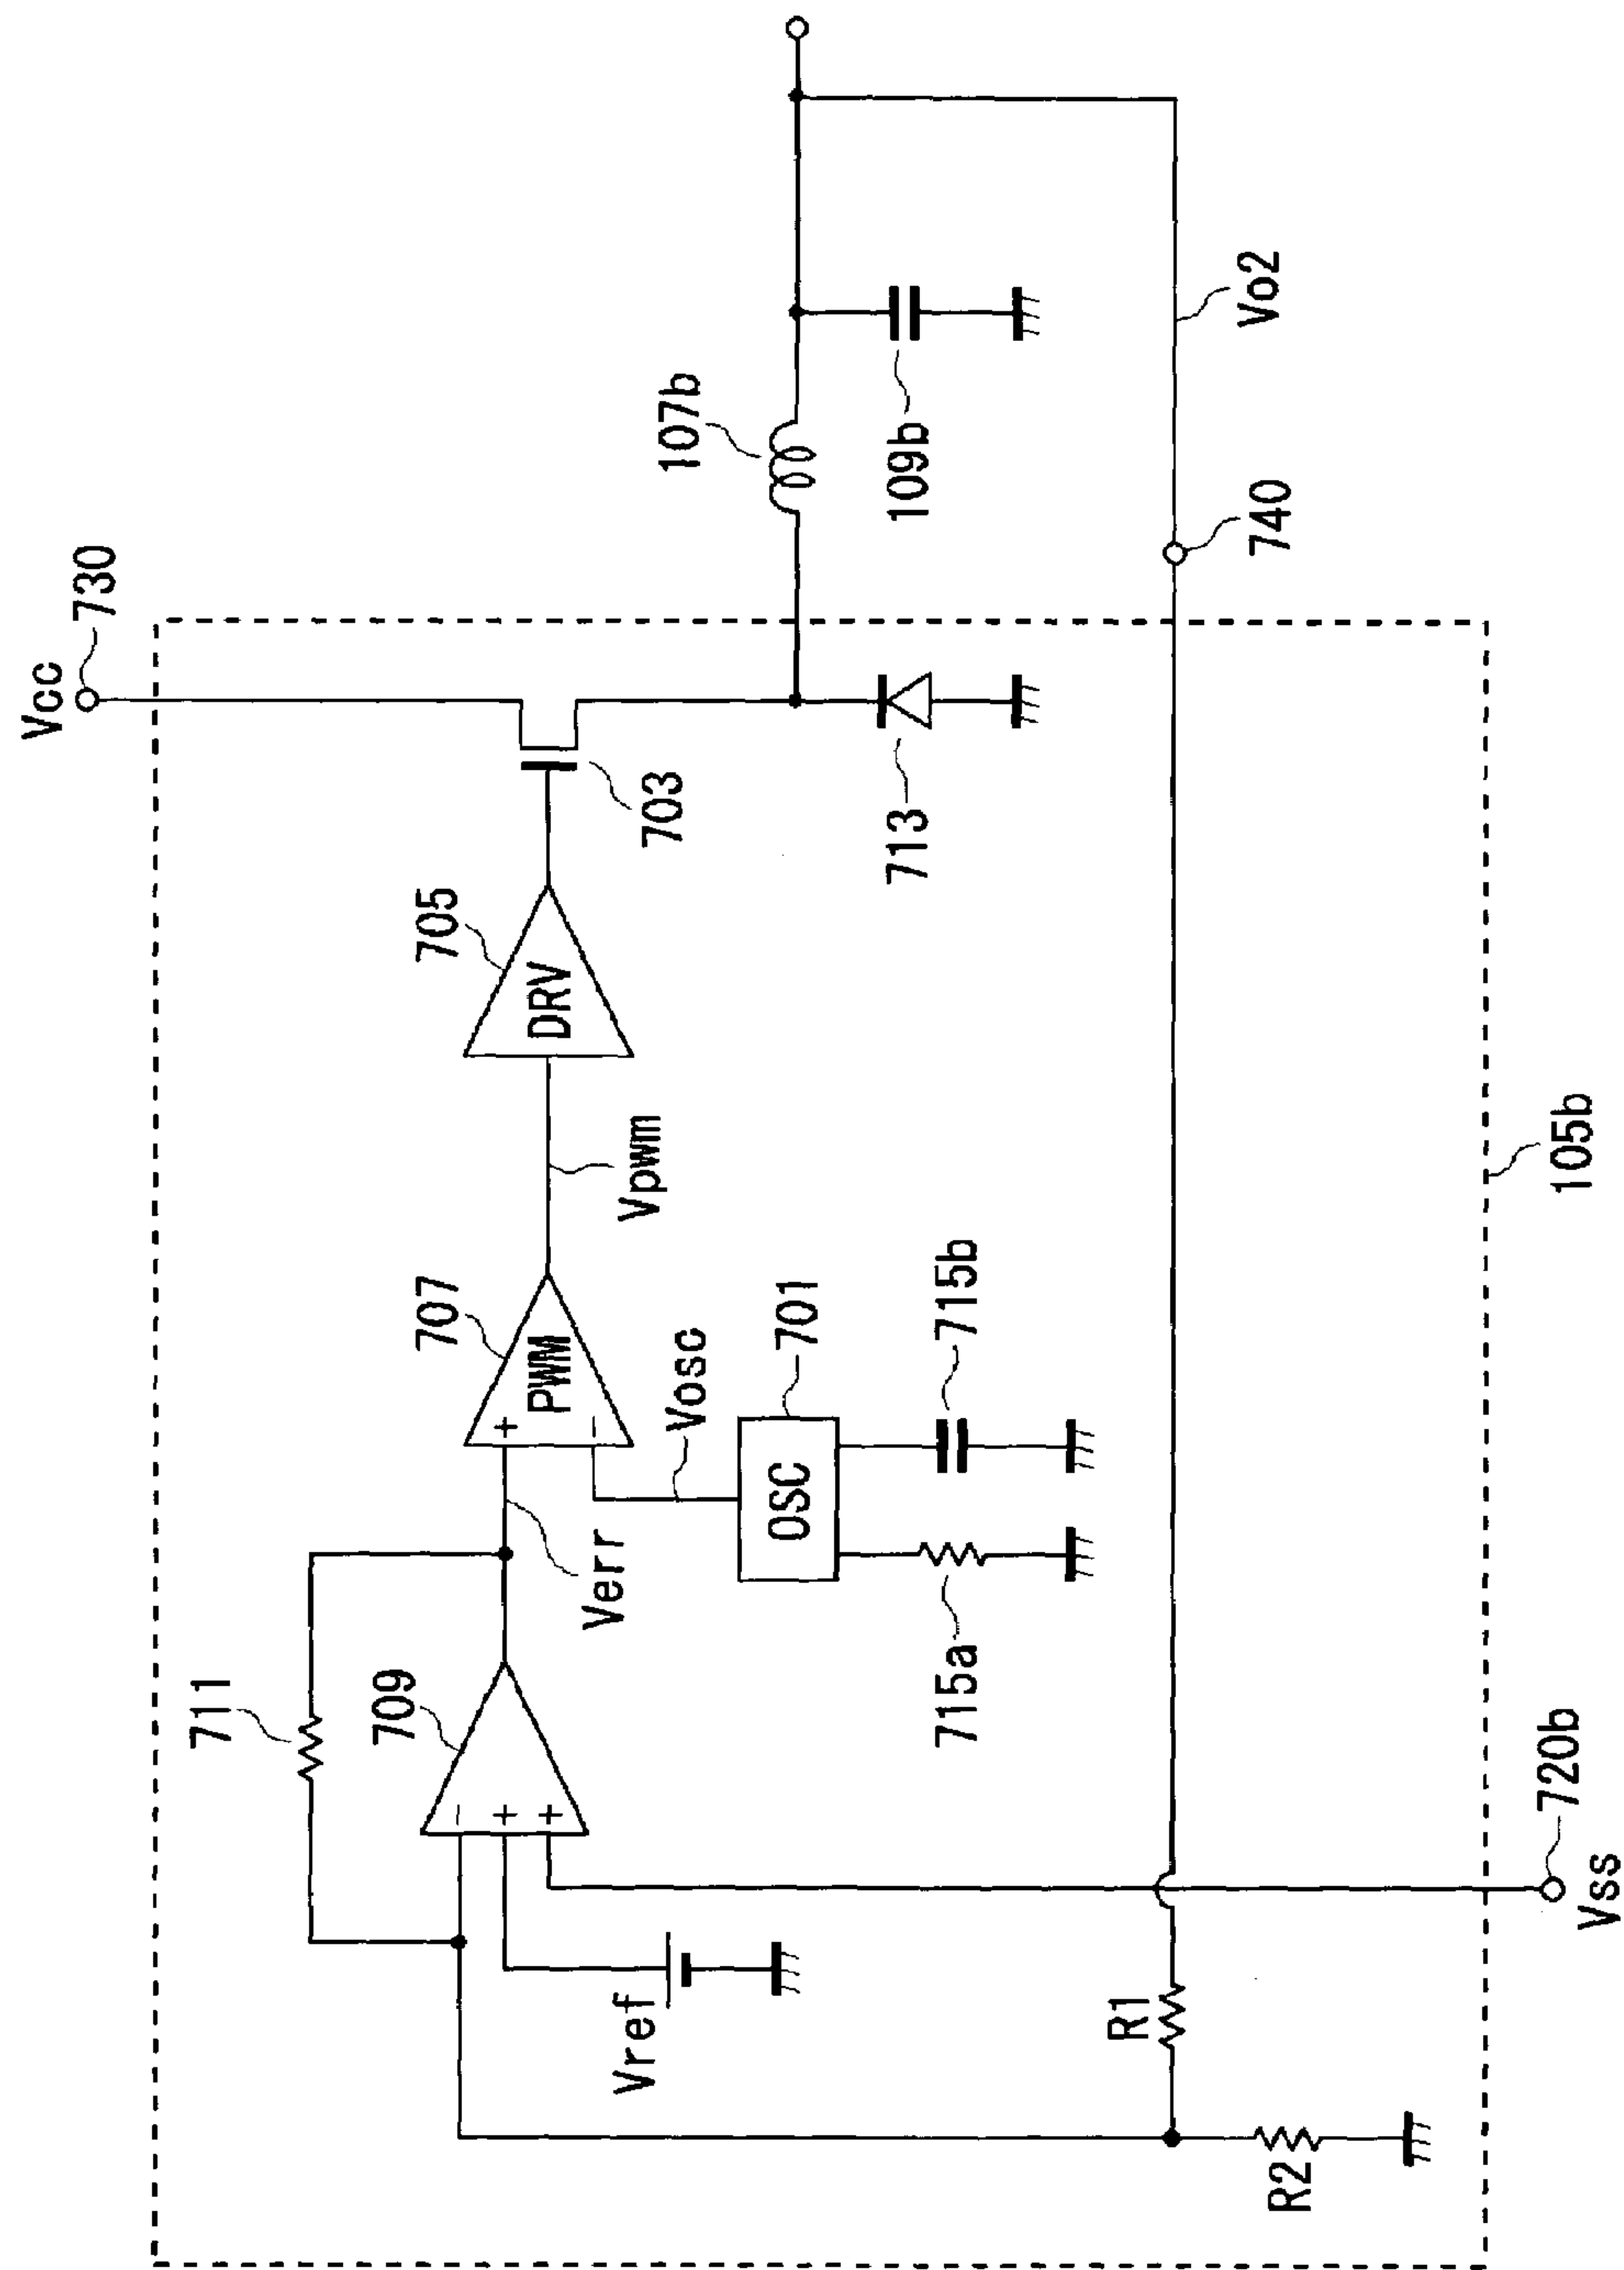 Vcc
730
711
709
707
705
703
107b
+
−
PWM
DRV
Verr
Vpwm
−
+
+
Vosc
OSC
701
713
109b
Vref
715a
715b
R1
740
Vo2
R2
Vss
720b
105b